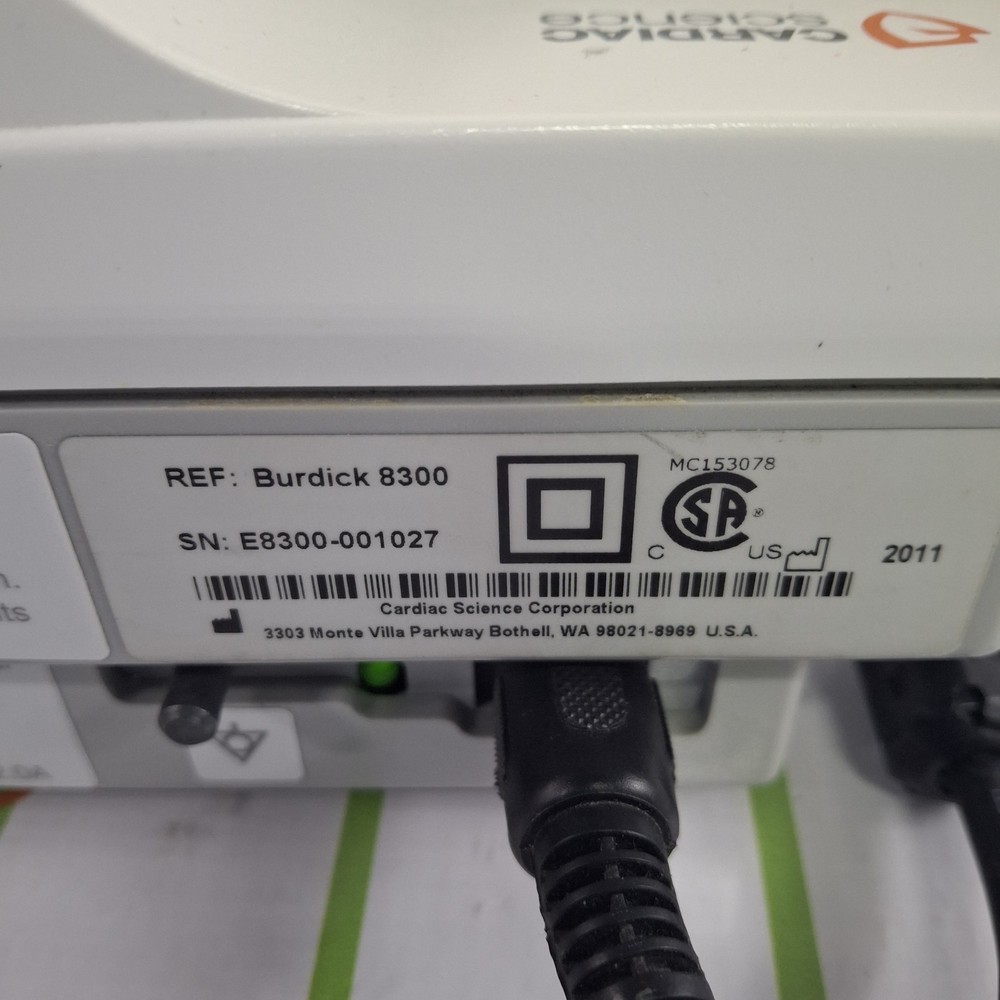 CARDIAC
SCIENCE
REF: Burdick 8300
MC153078
SA
®
SN: E8300-001027
C
US
2011
Cardiac Science Corporation
3303 Monte Villa Parkway Bothell, WA 98021-8969 U.S.A.